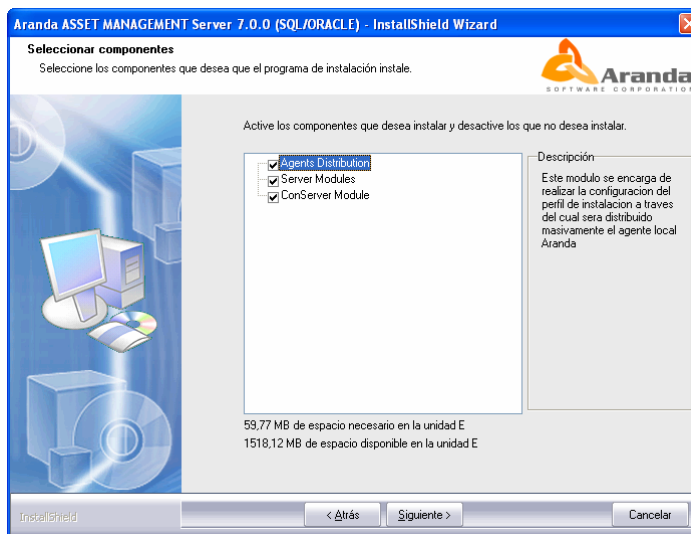 Aranda ASSET MANAGEMENT Server 7.0.0 (SQL/ORACLE) - InstallShield Wizard
Seleccionar componentes
Seleccione los componentes que desea que el programa de instalación instale.
Aranda
SOFTWARE CORPORATION
Active los componentes que desea instalar y desactive los que no desea instalar.
Agents Distribution
Server Modules
ConServer Module
Descripción
Este modulo se encarga de
realizar la configuracion del
perfil de instalacion a traves
del cual sera distribuido
masivamente el agente local
Aranda
59,77 MB de espacio necesario en la unidad E
1518,12 MB de espacio disponible en la unidad E
InstallShield
< Atrás
Siguiente >
Cancelar